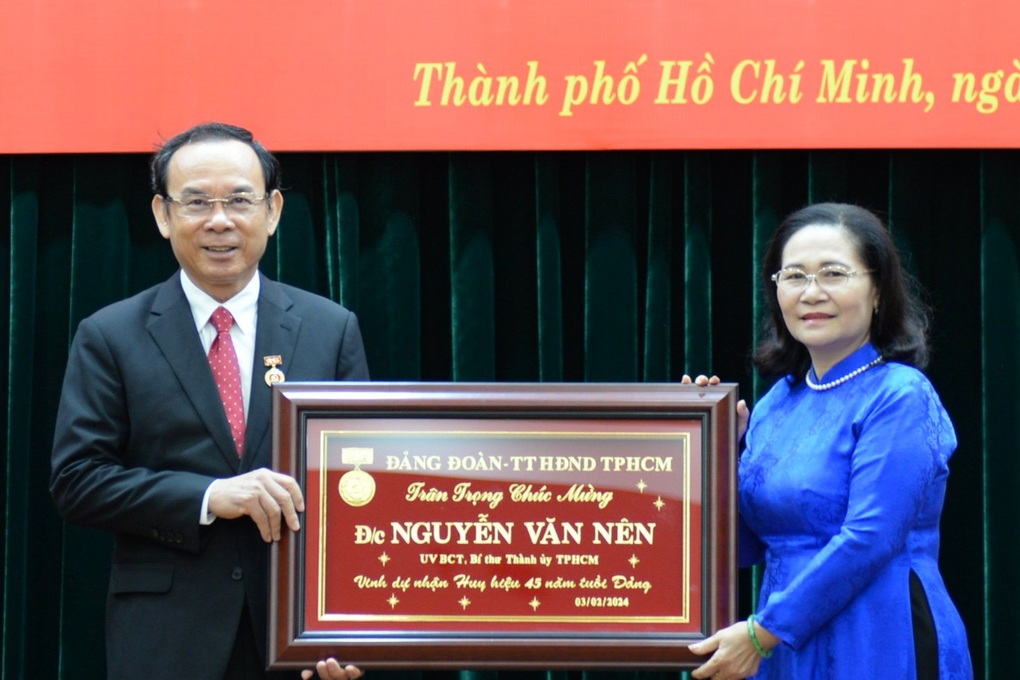 Thành phố Hồ Chí Minh, ngà
ĐẢNG ĐOÀN-TT HĐND TPHCM
Trân Trọng Chúc Mừng
Đ/c NGUYỄN VĂN NÊN
UV BCT, Bí thư Thành ủy TPHCM
Vinh dự nhận Huy hiệu 45 năm tuổi Đảng
03/02/2024